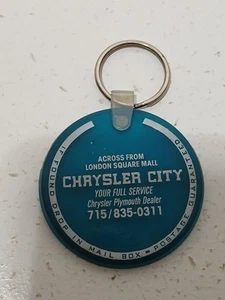 ACROSS FROM
LONDON SQUARE MALL
CHRYSLER CITY
YOUR FULL SERVICE
Chrysler Plymouth Dealer
715/835-0311
IF FOUND DROP IN MAIL BOX • POSTAGE GUARANTEED